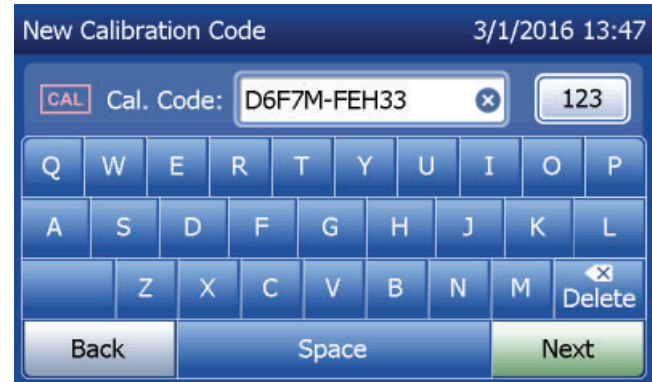 New Calibration Code 3/1/2016 13:47
CAL Cal. Code: D6F7M-FEH33 123
Q W E R T Y U I O P
A S D F G H J K L
Z X C V B N M Delete
Back Space Next